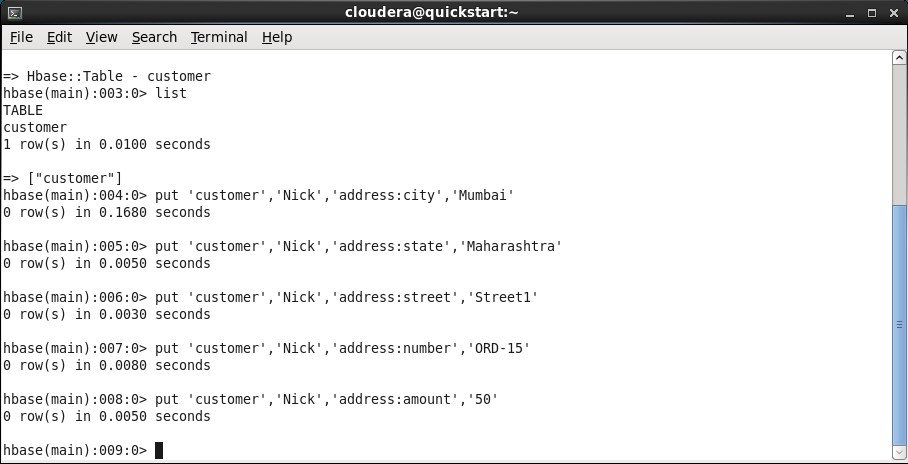 cloudera@quickstart:~
File Edit View Search Terminal Help
=> Hbase::Table - customer
hbase(main):003:0> list
TABLE
customer
1 row(s) in 0.0100 seconds
=> ["customer"]
hbase(main):004:0> put 'customer','Nick','address:city','Mumbai'
0 row(s) in 0.1680 seconds
hbase(main):005:0> put 'customer','Nick','address:state','Maharashtra'
0 row(s) in 0.0050 seconds
hbase(main):006:0> put 'customer','Nick','address:street','Street1'
0 row(s) in 0.0030 seconds
hbase(main):007:0> put 'customer','Nick','address:number','ORD-15'
0 row(s) in 0.0080 seconds
hbase(main):008:0> put 'customer','Nick','address:amount','50'
0 row(s) in 0.0050 seconds
hbase(main):009:0>